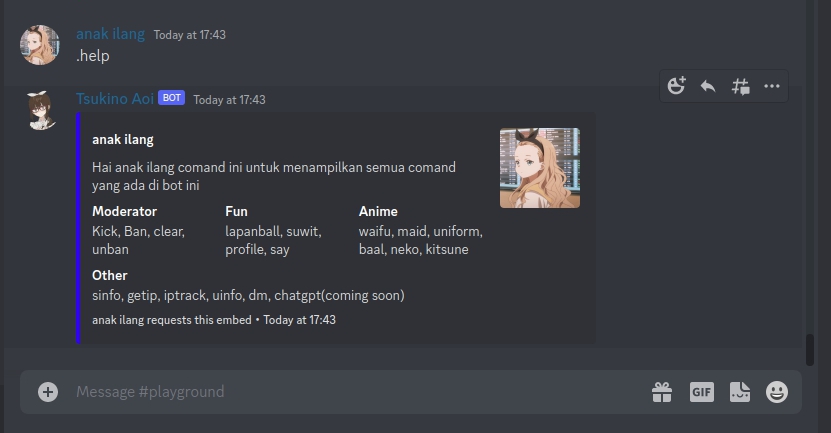 anak ilang Today at 17:43
.help
Tsukino Aoi BOT Today at 17:43
anak ilang
Hai anak ilang comand ini untuk menampilkan semua comand
yang ada di bot ini
Moderator Fun Anime
Kick, Ban, clear, lapanball, suwit, waifu, maid, uniform,
unban profile, say baal, neko, kitsune
Other
sinfo, getip, iptrack, uinfo, dm, chatgpt(coming soon)
anak ilang requests this embed • Today at 17:43
Message #playground GIF